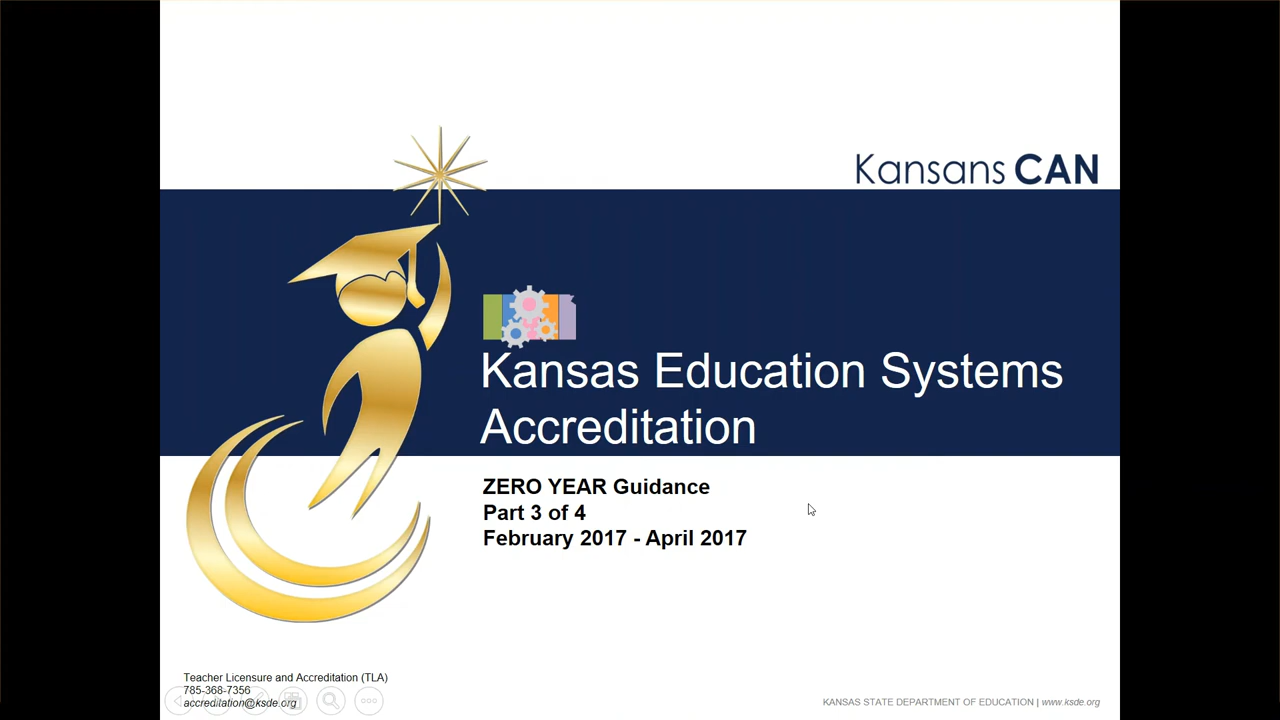 Kansans CAN
Kansas Education Systems
Accreditation
ZERO YEAR Guidance
Part 3 of 4
February 2017 - April 2017
Teacher Licensure and Accreditation (TLA)
785-368-7356
accreditation@ksde.org
KANSAS STATE DEPARTMENT OF EDUCATION | www.ksde.org